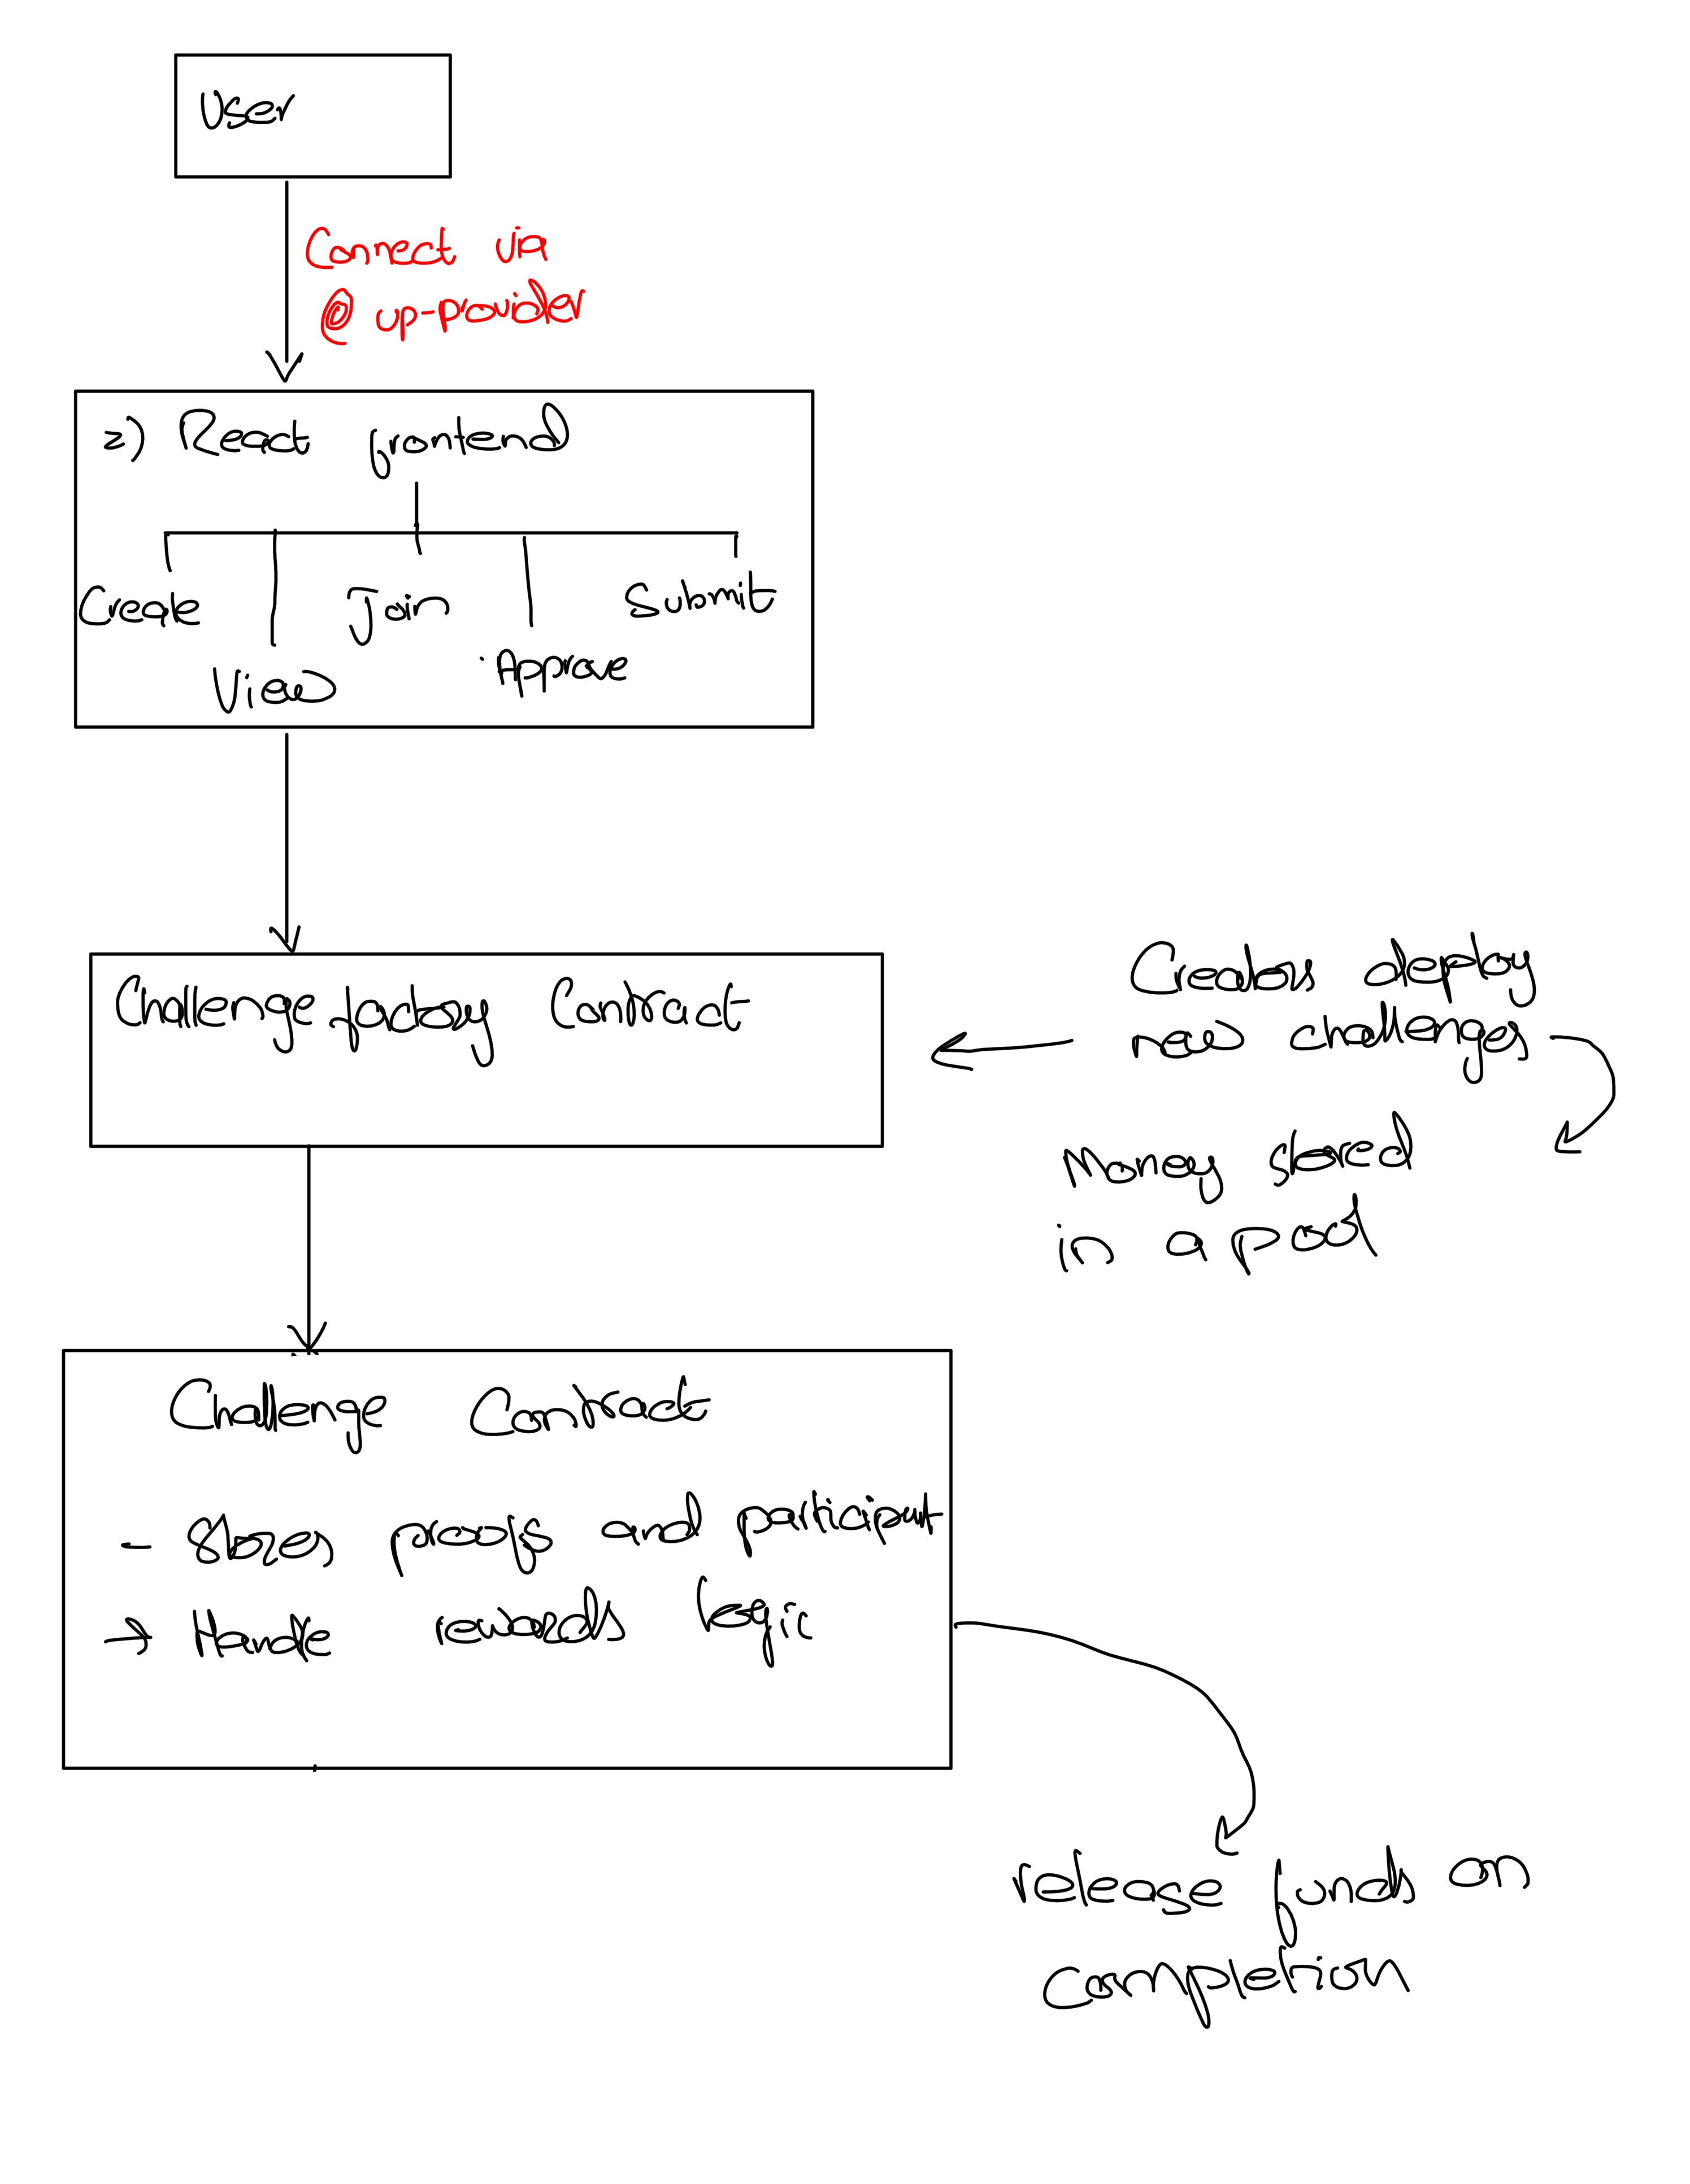 User
Connect via
@ up-provider
2) React frontend
Create
Join
Submit
View
Approve
Challenge factory Contract
Creators deploy
new challenges
Money stored
in a pool
Challenge Contract
- Stores proofs and participant
→ Handle rewards logic
release funds on
completion